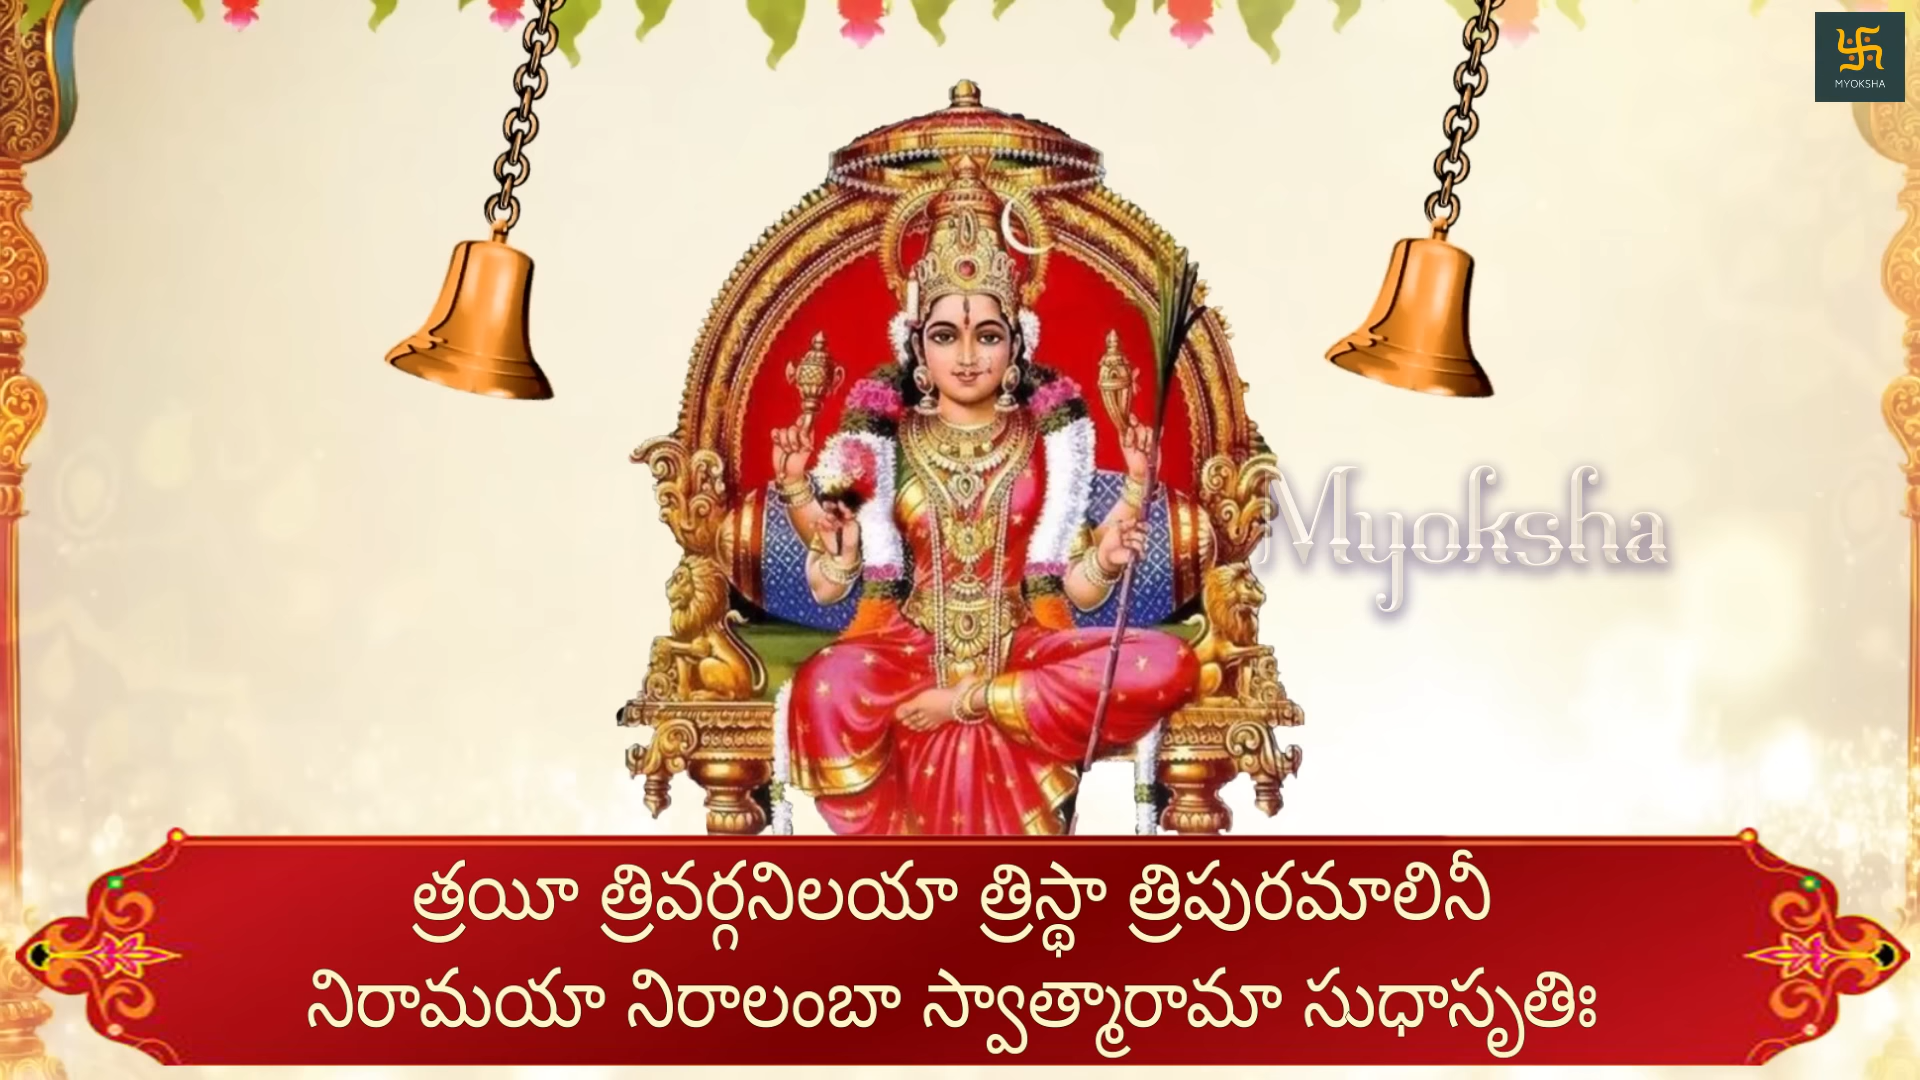 MYOKSHA
Myoksha
త్రయీ త్రివర్గనిలయా త్రిస్థా త్రిపురమాలినీ
నిరామయా నిరాలంబా స్వాత్మారామా సుధాసృతిః